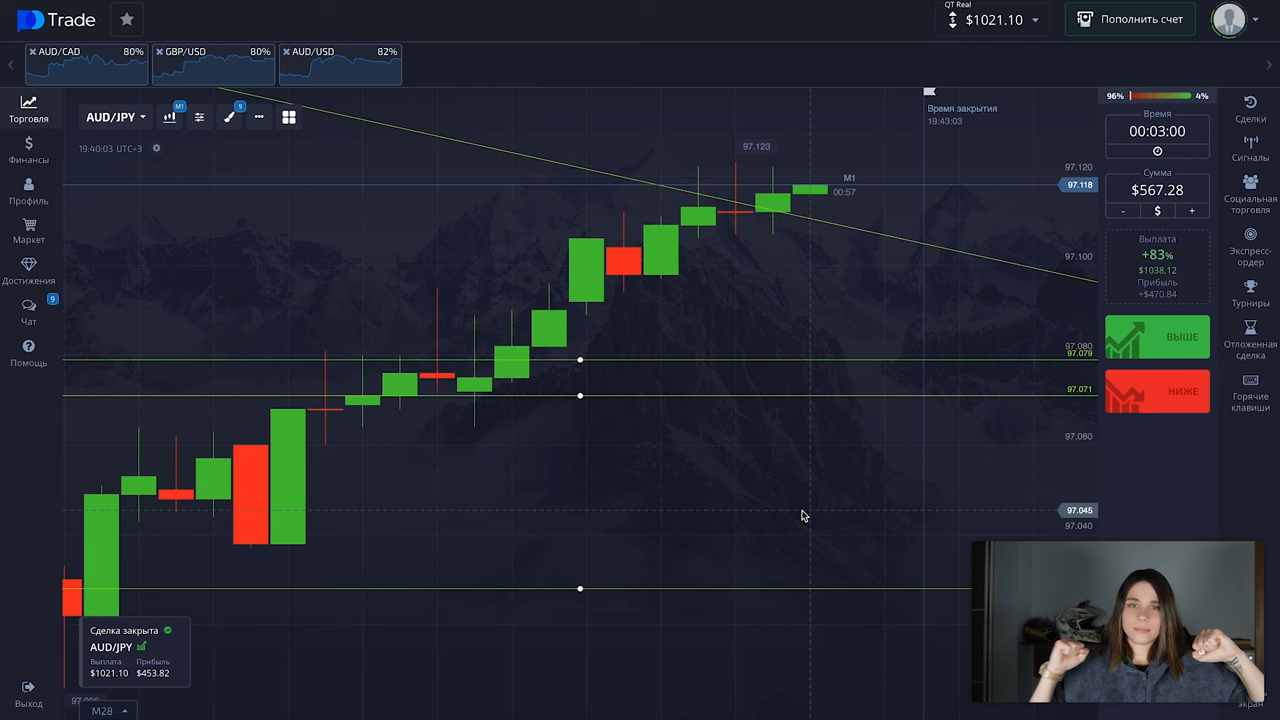 Trade
QT Real
$1021.10
Пополнить счет
AUD/CAD 80%
GBP/USD 80%
AUD/USD 82%
Торговля
Финансы
Профиль
Маркет
Достижения
9
Чат
Помощь
Выход
AUD/JPY
M1
9
19:40:03 UTC+3
Время закрытия
19:43:03
97.123
M1
00:57
97.120
97.118
97.100
97.080
97.079
97.071
97.060
97.045
97.040
96% 4%
Время
00:03:00
Сумма
$567.28
- $ +
Выплата
+83%
$1038.12
Прибыль
+$470.84
ВЫШЕ
НИЖЕ
Сделки
Сигналы
Социальная
торговля
Экспресс-
ордер
Турниры
Отложенная
сделка
Горячие
клавиши
экран
Сделка закрыта
AUD/JPY
Выплата Прибыль
$1021.10 $453.82
M28